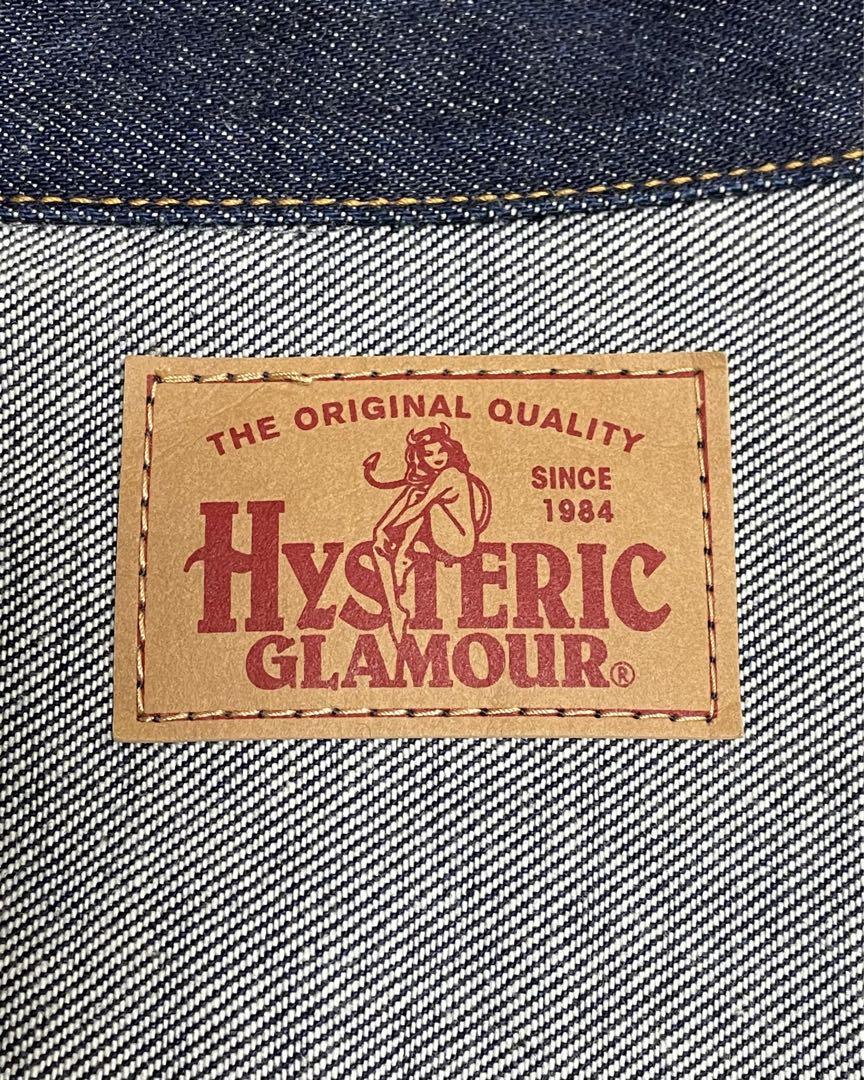 THE ORIGINAL QUALITY
SINCE
1984
HYSTERIC
GLAMOUR®